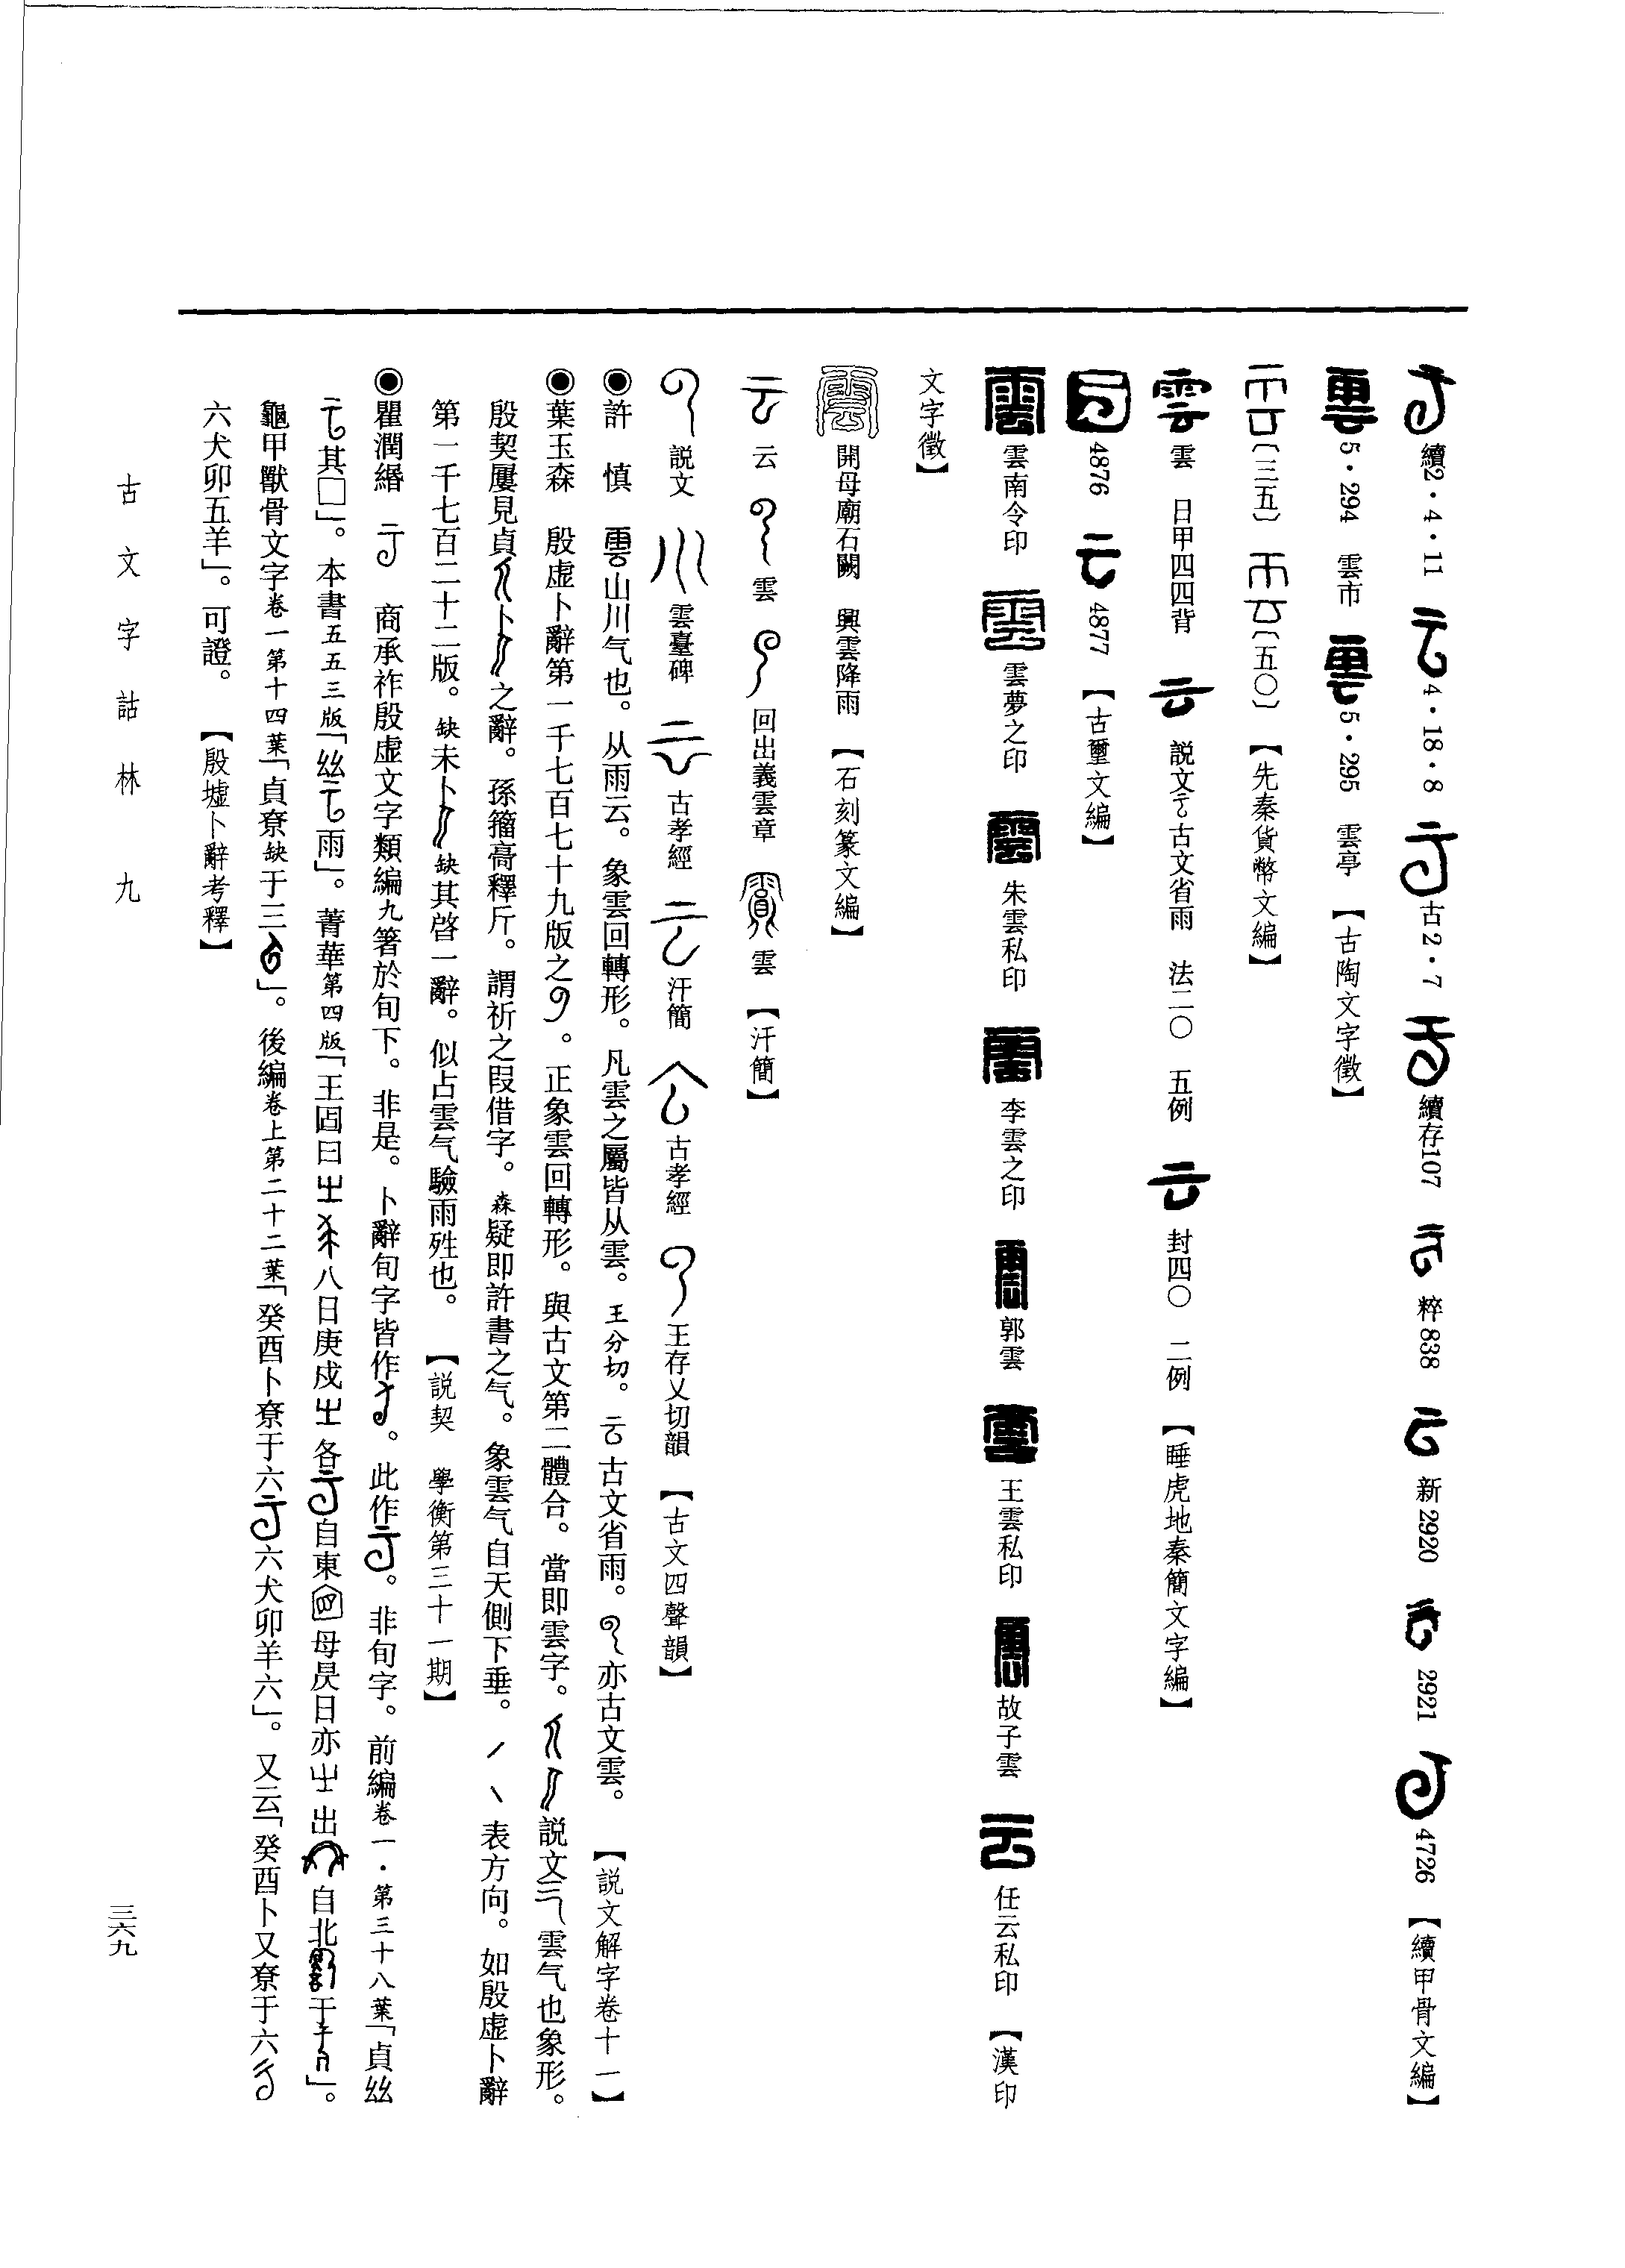 續2·4·11 4·18·8 古2·7 續存107 粹838 新2920 2921 4726 【續甲骨文編】
5·294 雲市 5·295 雲亭 【古陶文字徵】
〔三五〕 〔五〇〕 【先秦貨幣文編】
雲 日甲四四背 説文古文省雨 法二〇 五例 封四〇 二例 【睡虎地秦簡文字編】
4876 4877 【古璽文編】
雲南令印 雲夢之印 朱雲私印 李雲之印 郭雲 王雲私印 故子雲 任云私印 【漢印
文字徵】
開母廟石闕 興雲降雨 【石刻篆文編】
云 雲 回出義雲章 雲 【汗簡】
説文 雲臺碑 古孝經 汗簡 古孝經 王存乂切韻 【古文四聲韻】
◉許 慎 山川气也。从雨云。象雲回轉形。凡雲之屬皆从雲。王分切。古文省雨。亦古文雲。 【説文解字卷十一】
◉葉玉森 殷虚卜辭第一千七百七十九版之。正象雲回轉形。與古文第二體合。當即雲字。説文雲气也象形。
殷契屢見貞卜之辭。孫籀高釋斤。謂祈之叚借字。森疑即許書之气。象雲气自天側下垂。表方向。如殷虚卜辭
第一千七百二十二版。缺未卜缺其啓一辭。似占雲气驗雨殅也。 【説契 學衡第三十一期】
◉瞿潤緡 商承祚殷虚文字類編九箸於旬下。非是。卜辭旬字皆作。此作。非旬字。前編卷一·第三十八葉「貞𢆶
其□」。本書五五三版「𢆶雨」。菁華第四版「王固曰八日庚戍各自東母昃日亦出自北于」。
龜甲獸骨文字卷一第十四葉「貞尞缺于三」。後編卷上第二十二葉「癸酉卜尞于六六犬卯羊六」。又云「癸酉卜又尞于六
六犬卯五羊」。可證。 【殷墟卜辭考釋】
古文字詁林 九
三六九